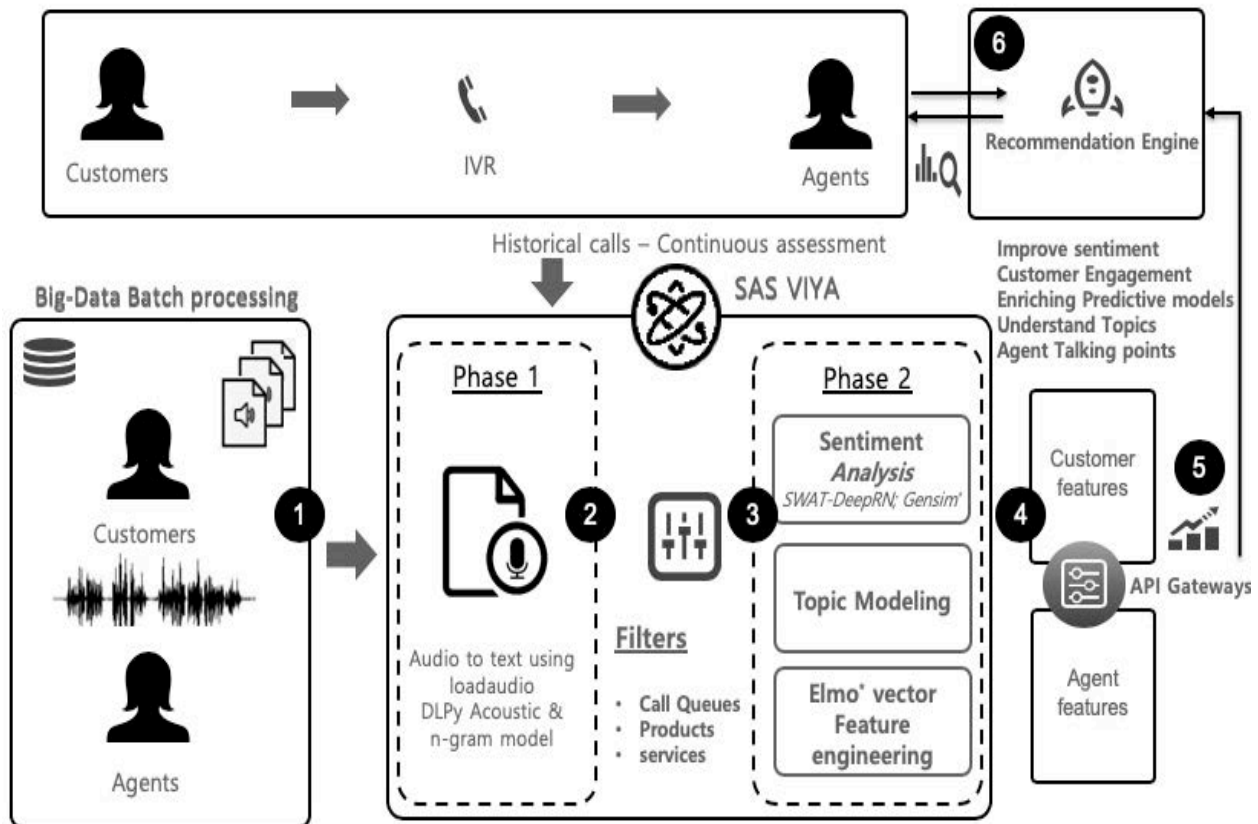 6
Customers
IVR
Agents
Recommendation Engine
Historical calls – Continuous assessment
Improve sentiment
Customer Engagement
Enriching Predictive models
Understand Topics
Agent Talking points
Big-Data Batch processing
SAS VIYA
Customers
Agents
1
Phase 1
Audio to text using
loadaudio
DLPy Acoustic &
n-gram model
2
Filters
• Call Queues
• Products
• services
3
Phase 2
Sentiment
Analysis
SWAT-DeepRN; Gensim*
Topic Modeling
Elmo* vector
Feature
engineering
4
Customer
features
5
API Gateways
Agent
features